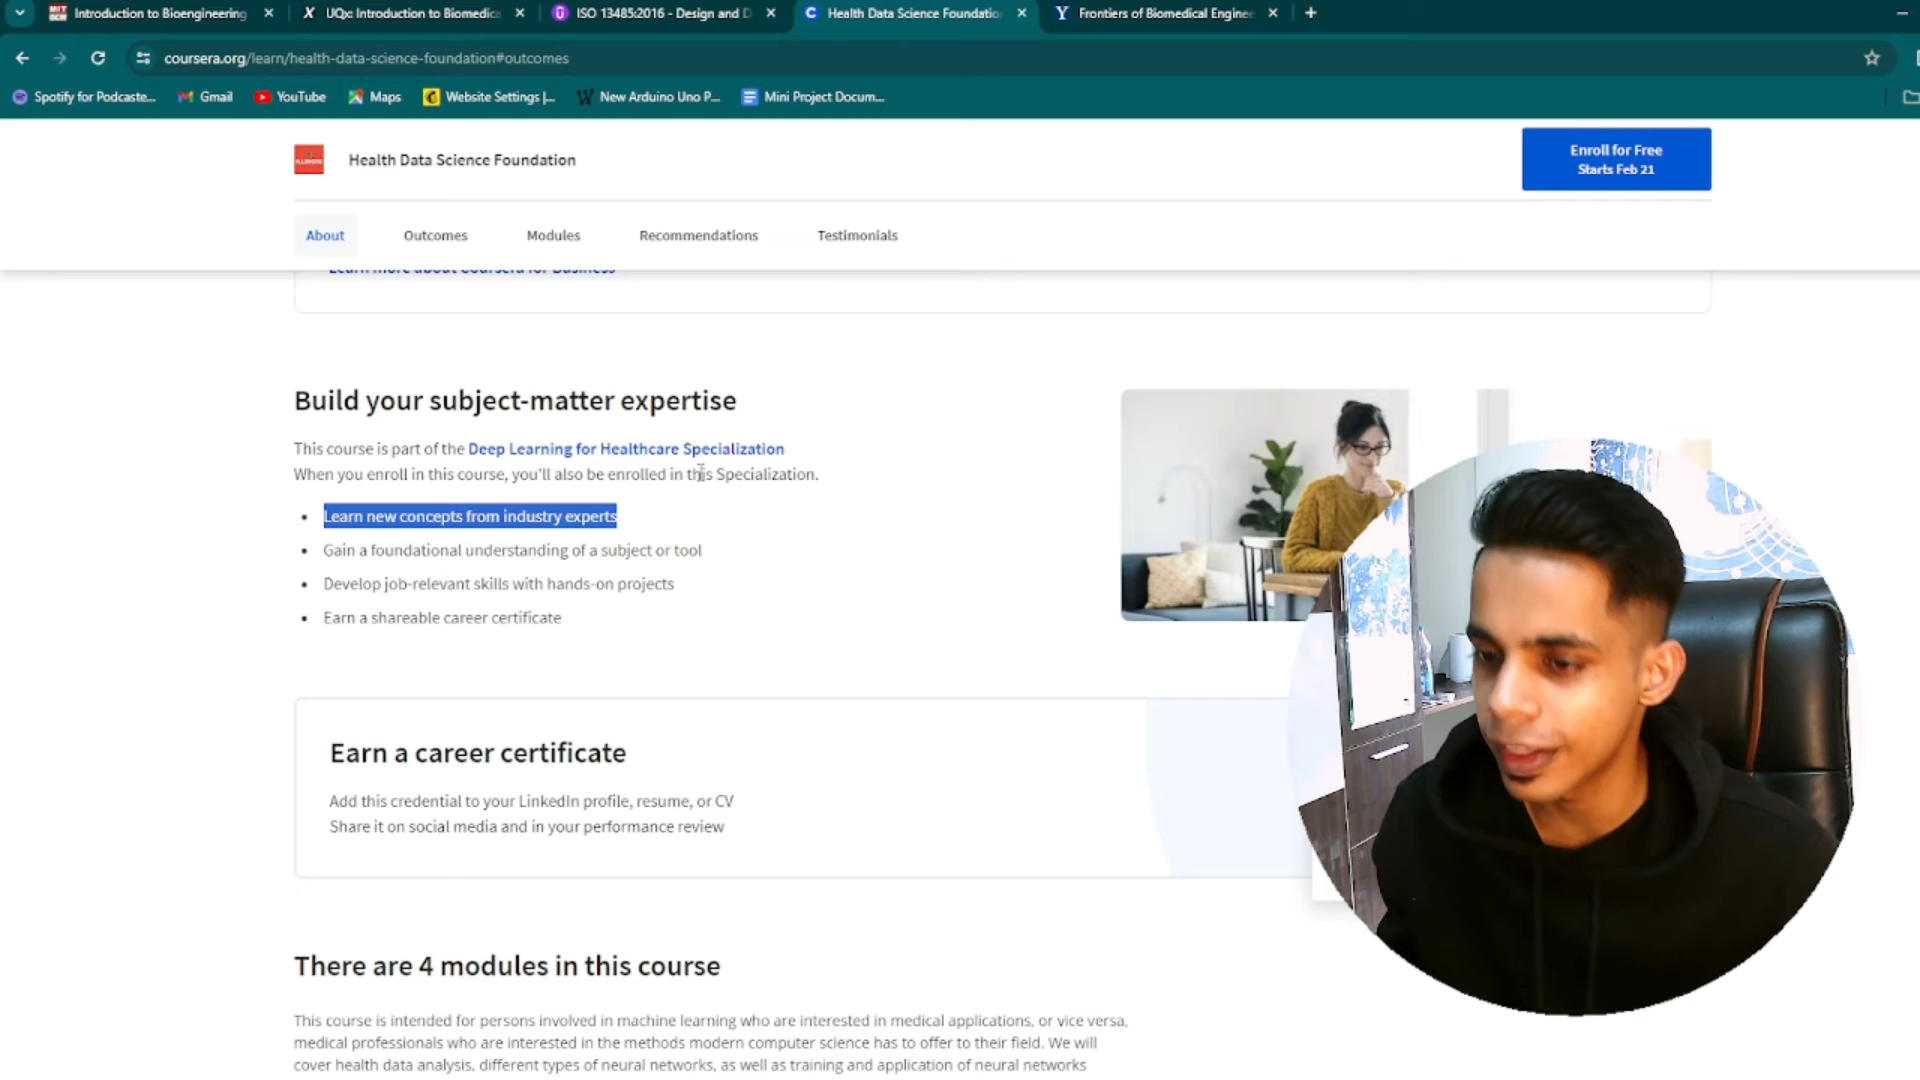 Introduction to Bioengineering
UQx: Introduction to Biomedic
ISO 13485:2016 - Design and D
Health Data Science Foundatio
Frontiers of Biomedical Enginee
coursera.org/learn/health-data-science-foundation#outcomes
Spotify for Podcaste...
Gmail
YouTube
Maps
Website Settings |...
New Arduino Uno P...
Mini Project Docum...
ILLINOIS
Health Data Science Foundation
Enroll for Free
Starts Feb 21
About
Outcomes
Modules
Recommendations
Testimonials
Learn more about Coursera for Business
Build your subject-matter expertise
This course is part of the Deep Learning for Healthcare Specialization
When you enroll in this course, you'll also be enrolled in this Specialization.
• Learn new concepts from industry experts
• Gain a foundational understanding of a subject or tool
• Develop job-relevant skills with hands-on projects
• Earn a shareable career certificate
Earn a career certificate
Add this credential to your LinkedIn profile, resume, or CV
Share it on social media and in your performance review
There are 4 modules in this course
This course is intended for persons involved in machine learning who are interested in medical applications, or vice versa,
medical professionals who are interested in the methods modern computer science has to offer to their field. We will
cover health data analysis, different types of neural networks, as well as training and application of neural networks